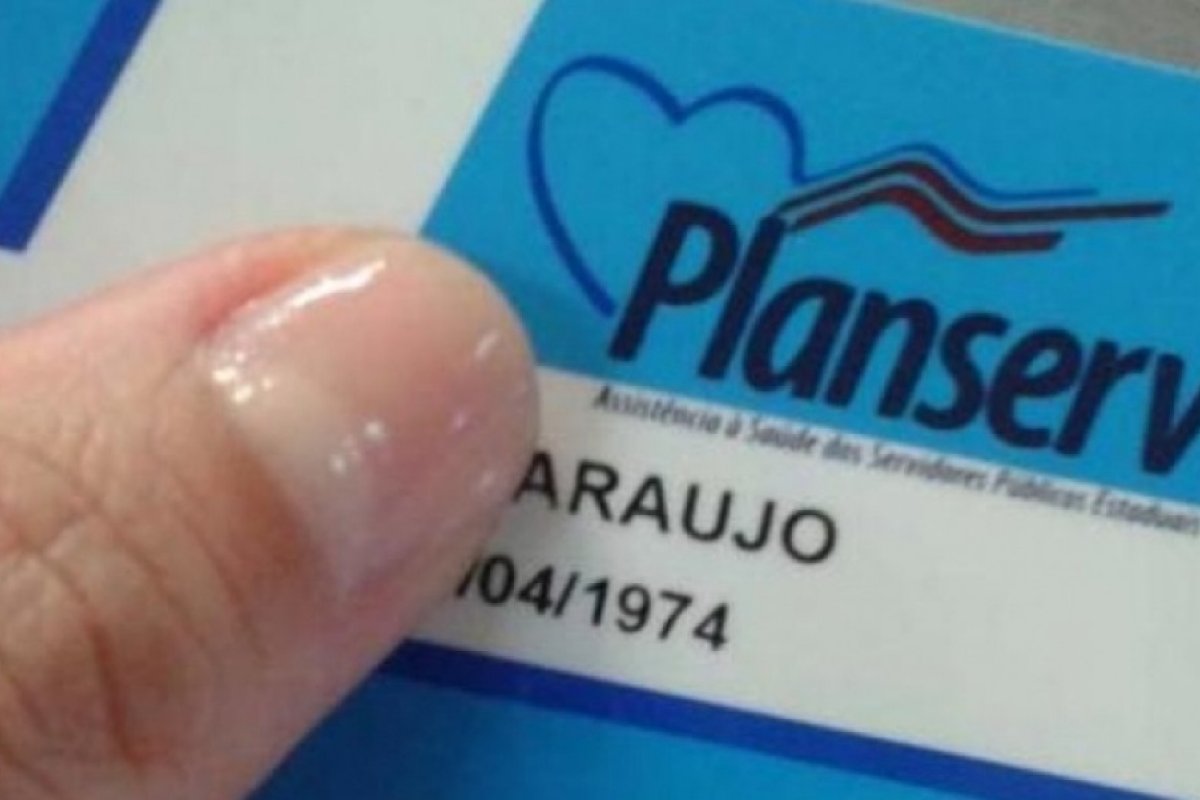 Planserv
Assistência à Saúde dos Servidores Públicos Estaduais
ARAUJO
/04/1974